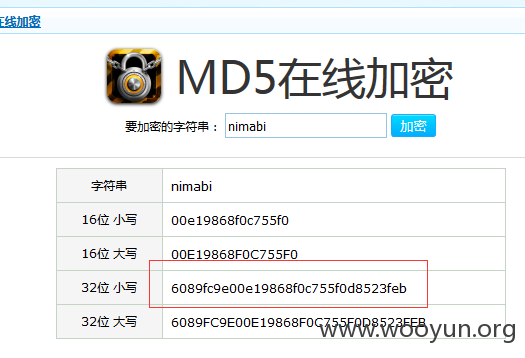 在线加密
MD5在线加密
要加密的字符串： nimabi 加密
字符串 nimabi
16位 小写 00e19868f0c755f0
16位 大写 00E19868F0C755F0
32位 小写 6089fc9e00e19868f0c755f0d8523feb
32位 大写 6089FC9E00E19868F0C755F0D8523FEB
www.wooyun.org